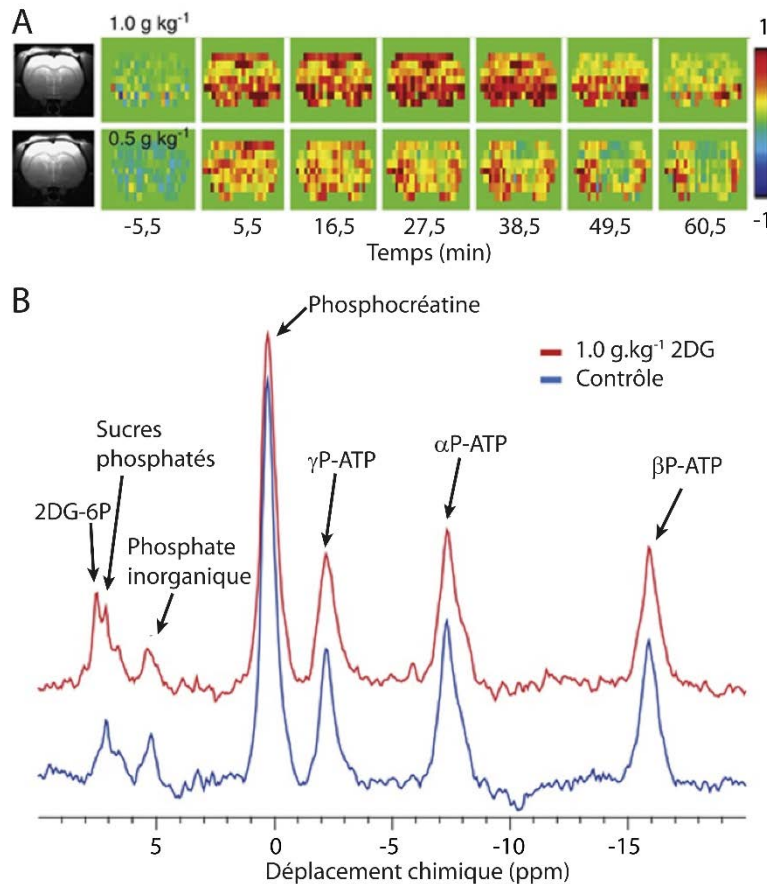 A
1.0 g kg⁻¹
1
0.5 g kg⁻¹
-1
-5,5 5,5 16,5 27,5 38,5 49,5 60,5
Temps (min)
B
Phosphocréatine
1.0 g.kg⁻¹ 2DG
Contrôle
Sucres
phosphatés
γP-ATP
αP-ATP
βP-ATP
2DG-6P
Phosphate
inorganique
5 0 -5 -10 -15
Déplacement chimique (ppm)